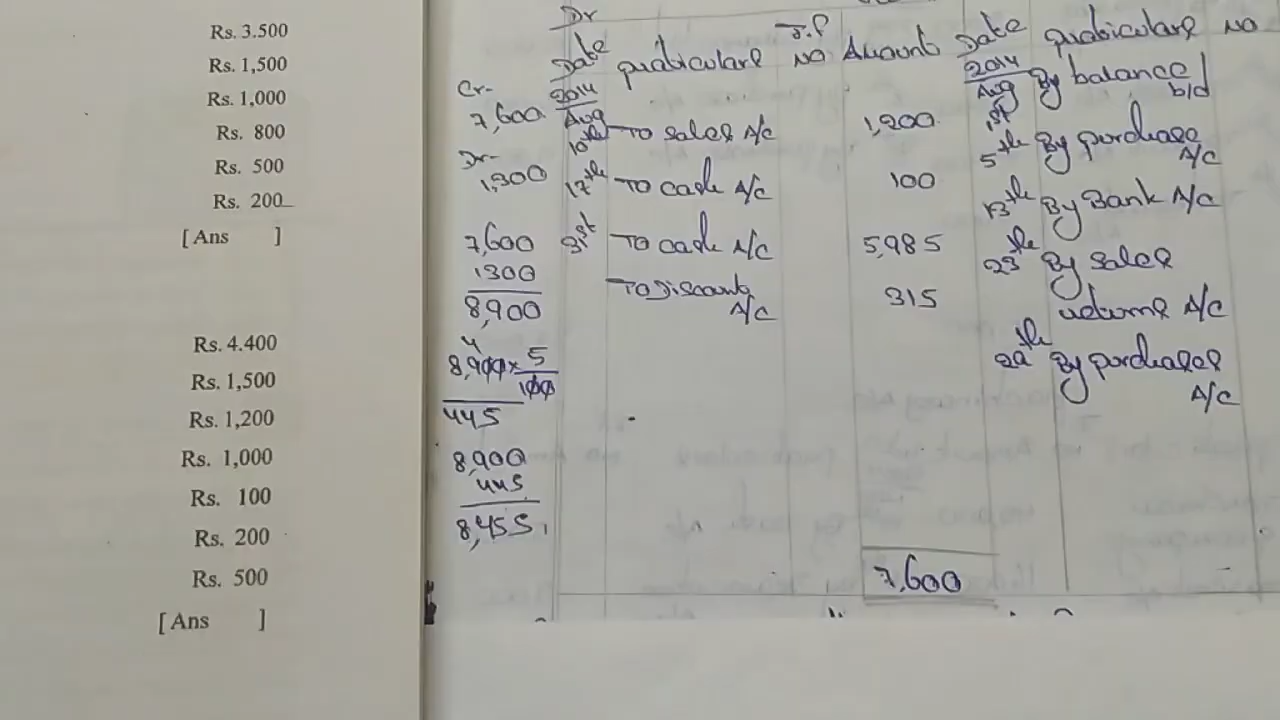 Rs. 3.500
Rs. 1,500
Rs. 1,000
Rs. 800
Rs. 500
Rs. 200
[ Ans ]
Rs. 4.400
Rs. 1,500
Rs. 1,200
Rs. 1,000
Rs. 100
Rs. 200
Rs. 500
[ Ans ]
Cr-
7,600
Dr-
1,300
7,600
1300
8,900
4
8,900 x 5
100
445
8,900
445
8,455
Dr
Date particulars J.F NO Amount Date particulars NO
2014 Aug 10th To sales A/c 1,200
17th To cash A/c 100
31st To cash A/c 5,985
To Discount A/c 315
7,600
2014 Aug 1st By balance b/d
5th By purchase A/c
13th By Bank A/c
23th By sales
returns A/c
29th By purchases
A/c